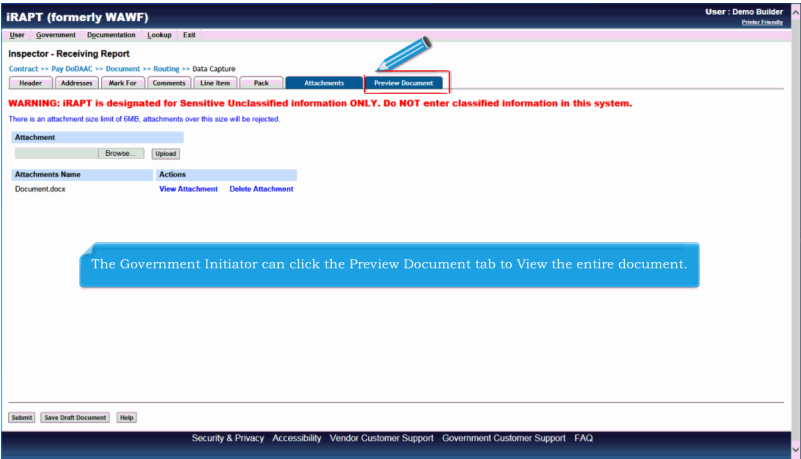 iRAPT (formerly WAWF)
User : Demo Builder
Printer Friendly
User Government Documentation Lookup Exit
Inspector - Receiving Report
Contract >> Pay DoDAAC >> Document >> Routing >> Data Capture
Header Addresses Mark For Comments Line Item Pack Attachments Preview Document
WARNING: iRAPT is designated for Sensitive Unclassified information ONLY. Do NOT enter classified information in this system.
There is an attachment size limit of 6MB, attachments over this size will be rejected.
Attachment
Browse... Upload
Attachments Name Actions
Document.docx View Attachment Delete Attachment
The Government Initiator can click the Preview Document tab to View the entire document.
Submit Save Draft Document Help
Security & Privacy Accessibility Vendor Customer Support Government Customer Support FAQ